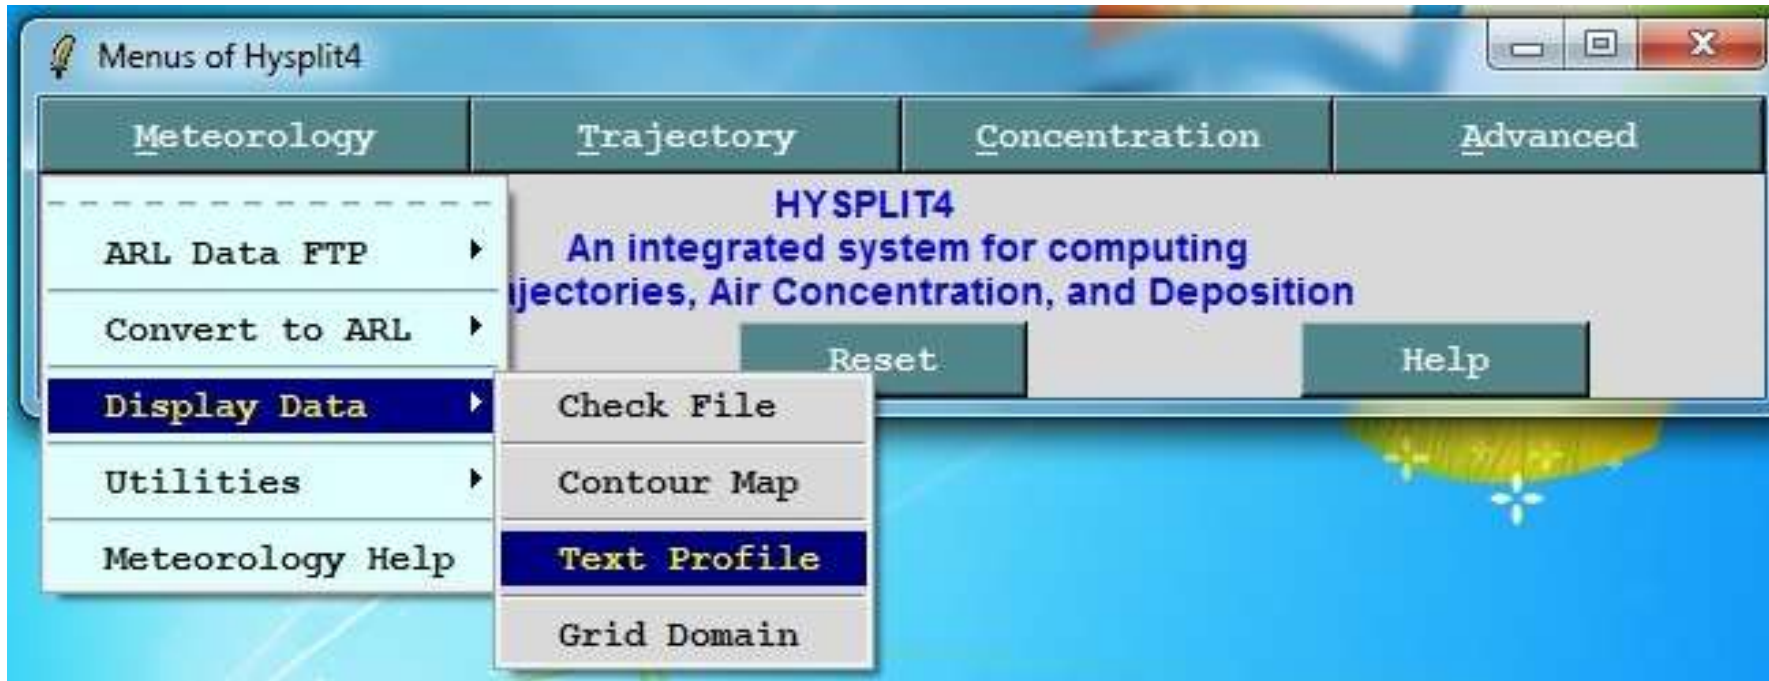 Menus of Hysplit4
Meteorology Trajectory Concentration Advanced
HYSPLIT4
An integrated system for computing
jectories, Air Concentration, and Deposition
Reset Help
ARL Data FTP
Convert to ARL
Display Data
Utilities
Meteorology Help
Check File
Contour Map
Text Profile
Grid Domain